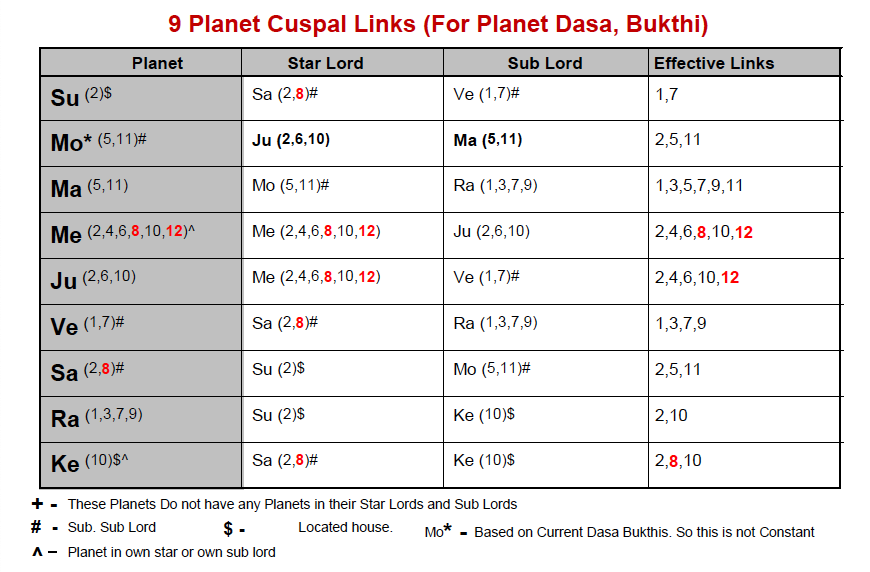 9 Planet Cuspal Links (For Planet Dasa, Bukthi)
Planet Star Lord Sub Lord Effective Links
Su (2)$ Sa (2,8)# Ve (1,7)# 1,7
Mo* (5,11)# Ju (2,6,10) Ma (5,11) 2,5,11
Ma (5,11) Mo (5,11)# Ra (1,3,7,9) 1,3,5,7,9,11
Me (2,4,6,8,10,12)^ Me (2,4,6,8,10,12) Ju (2,6,10) 2,4,6,8,10,12
Ju (2,6,10) Me (2,4,6,8,10,12) Ve (1,7)# 2,4,6,10,12
Ve (1,7)# Sa (2,8)# Ra (1,3,7,9) 1,3,7,9
Sa (2,8)# Su (2)$ Mo (5,11)# 2,5,11
Ra (1,3,7,9) Su (2)$ Ke (10)$ 2,10
Ke (10)$^ Sa (2,8)# Ke (10)$ 2,8,10
+ - These Planets Do not have any Planets in their Star Lords and Sub Lords
# - Sub. Sub Lord $ - Located house. Mo* - Based on Current Dasa Bukthis. So this is not Constant
^ – Planet in own star or own sub lord